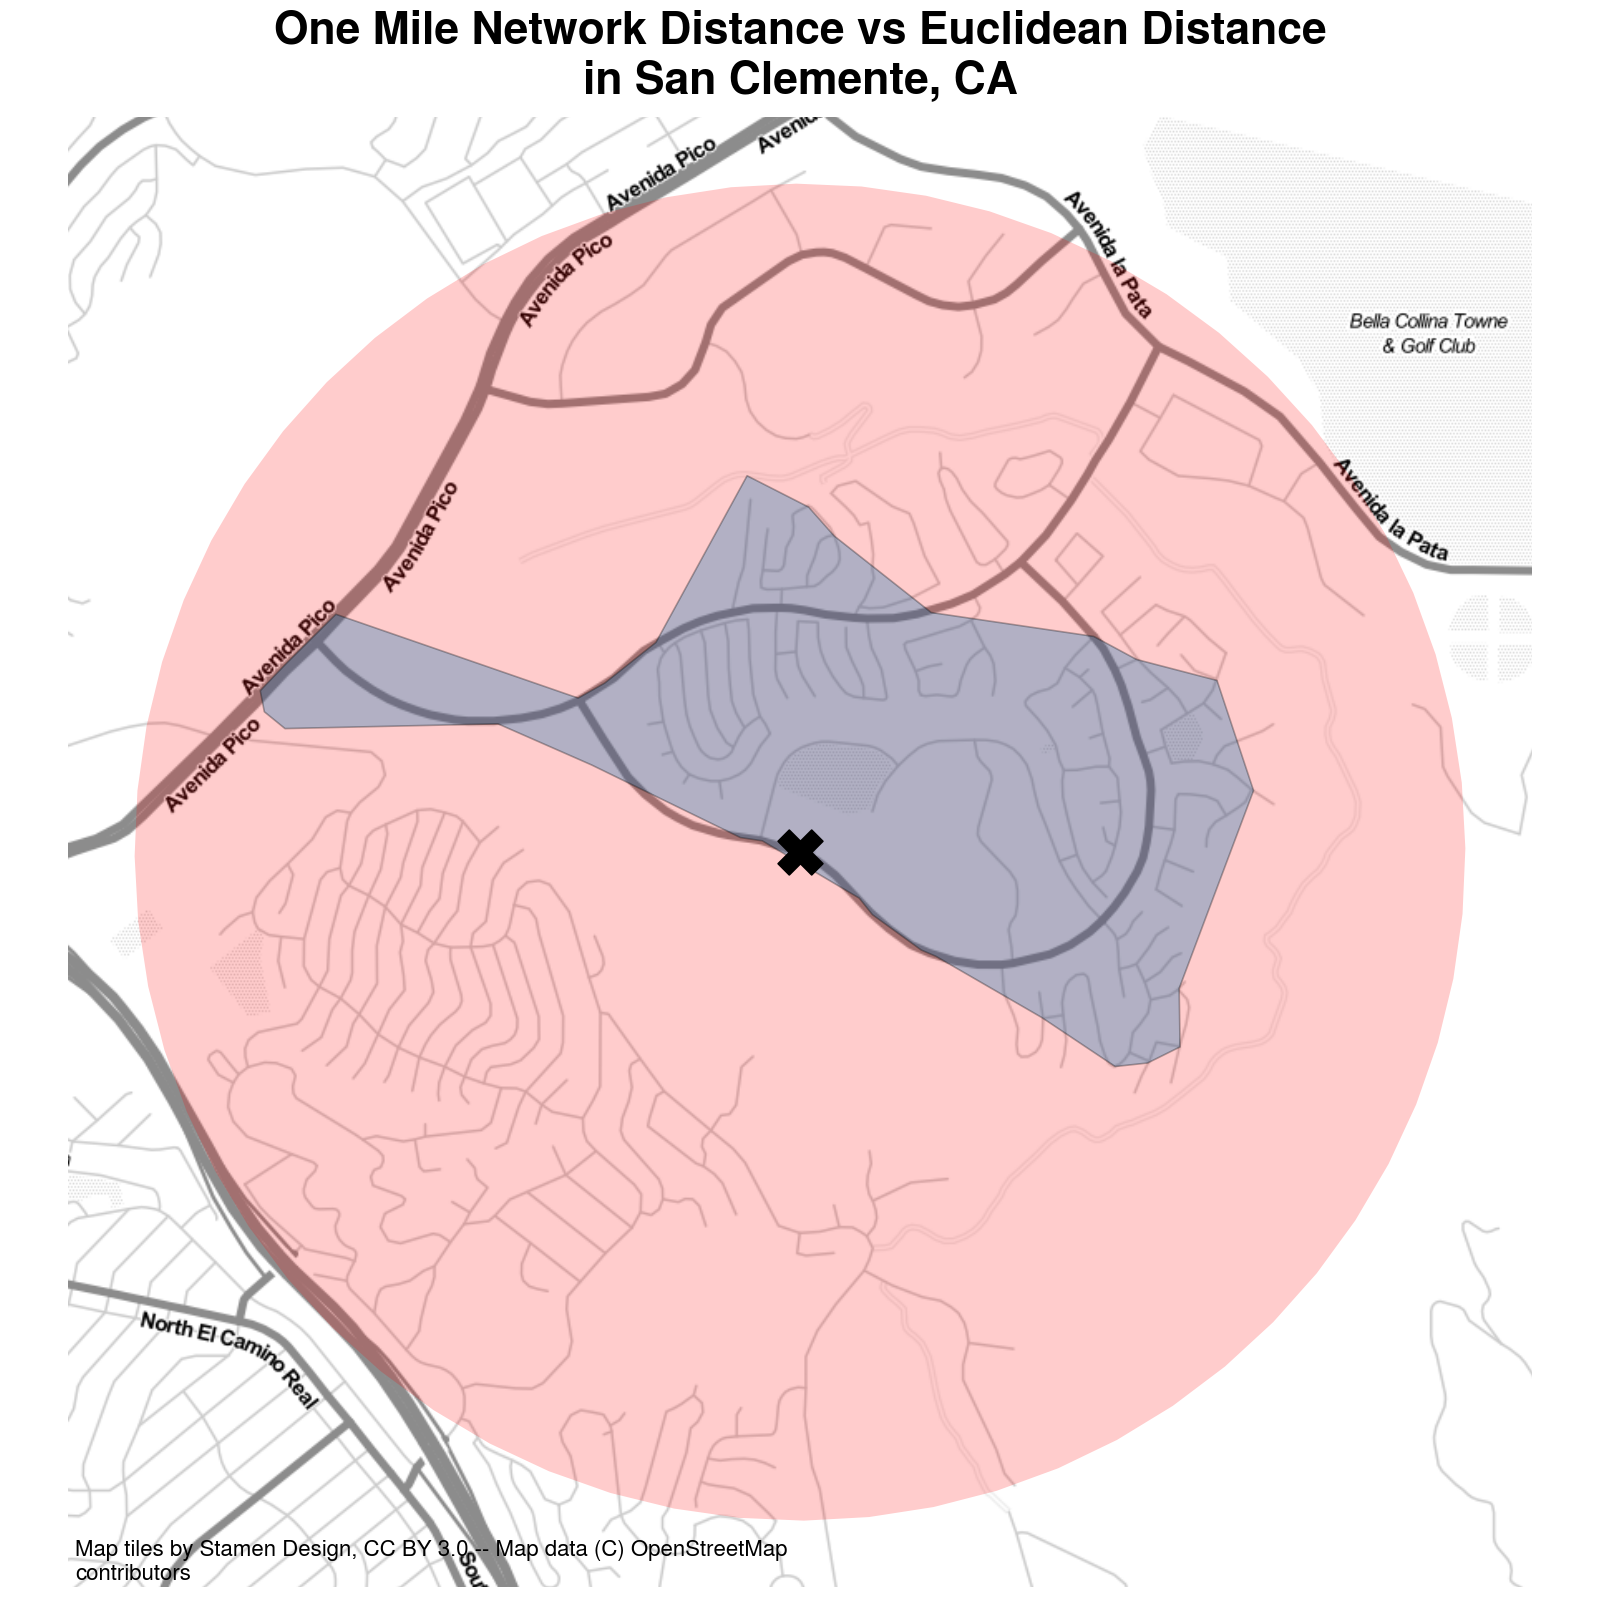 One Mile Network Distance vs Euclidean Distance
in San Clemente, CA
Avenida Pico
Avenida Pico
Avenida la Pata
Bella Collina Towne
& Golf Club
Avenida Pico
Avenida la Pata
Avenida Pico
Avenida Pico
Avenida Pico
North El Camino Real
Map tiles by Stamen Design, CC BY 3.0 -- Map data (C) OpenStreetMap
contributors